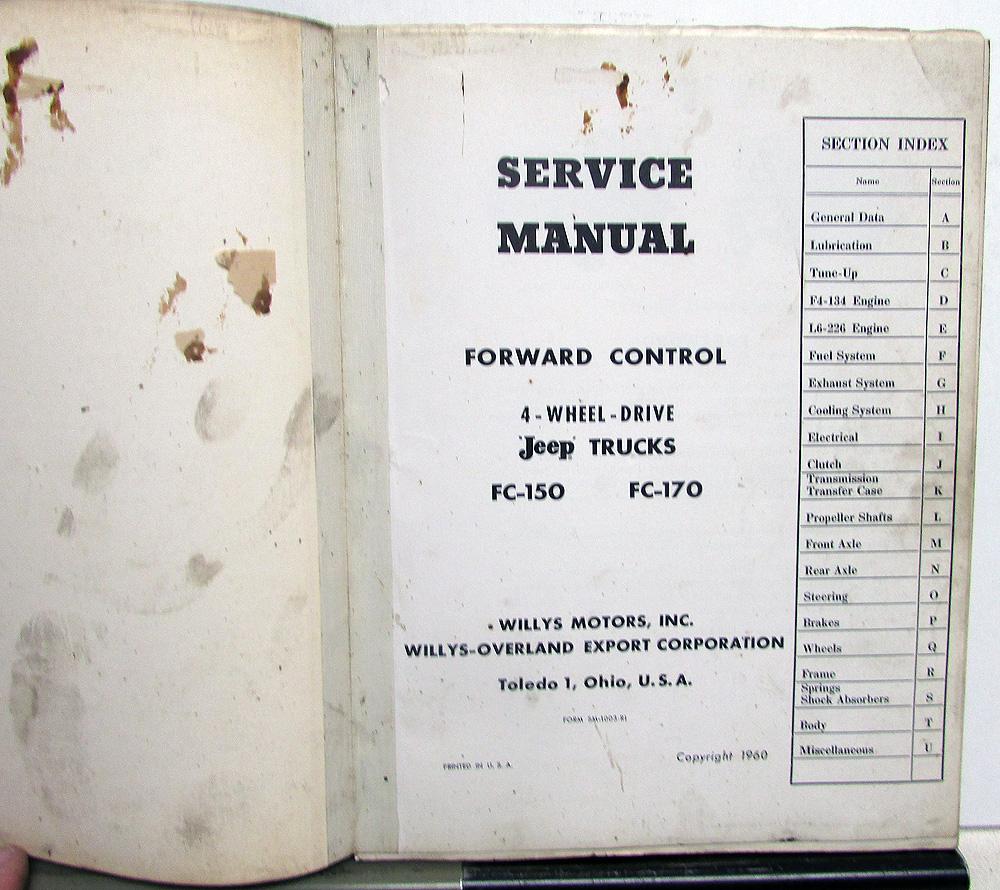 SERVICE
MANUAL
FORWARD CONTROL
4-WHEEL-DRIVE
'Jeep' TRUCKS
FC-150 FC-170
WILLYS MOTORS, INC.
WILLYS-OVERLAND EXPORT CORPORATION
Toledo 1, Ohio, U.S.A.
FORM SM-1003-R1
PRINTED IN U. S. A.
Copyright 1960
SECTION INDEX
Name Section
General Data A
Lubrication B
Tune-Up C
F4-134 Engine D
L6-226 Engine E
Fuel System F
Exhaust System G
Cooling System H
Electrical I
Clutch J
Transmission
Transfer Case K
Propeller Shafts L
Front Axle M
Rear Axle N
Steering O
Brakes P
Wheels Q
Frame R
Springs
Shock Absorbers S
Body T
Miscellaneous U